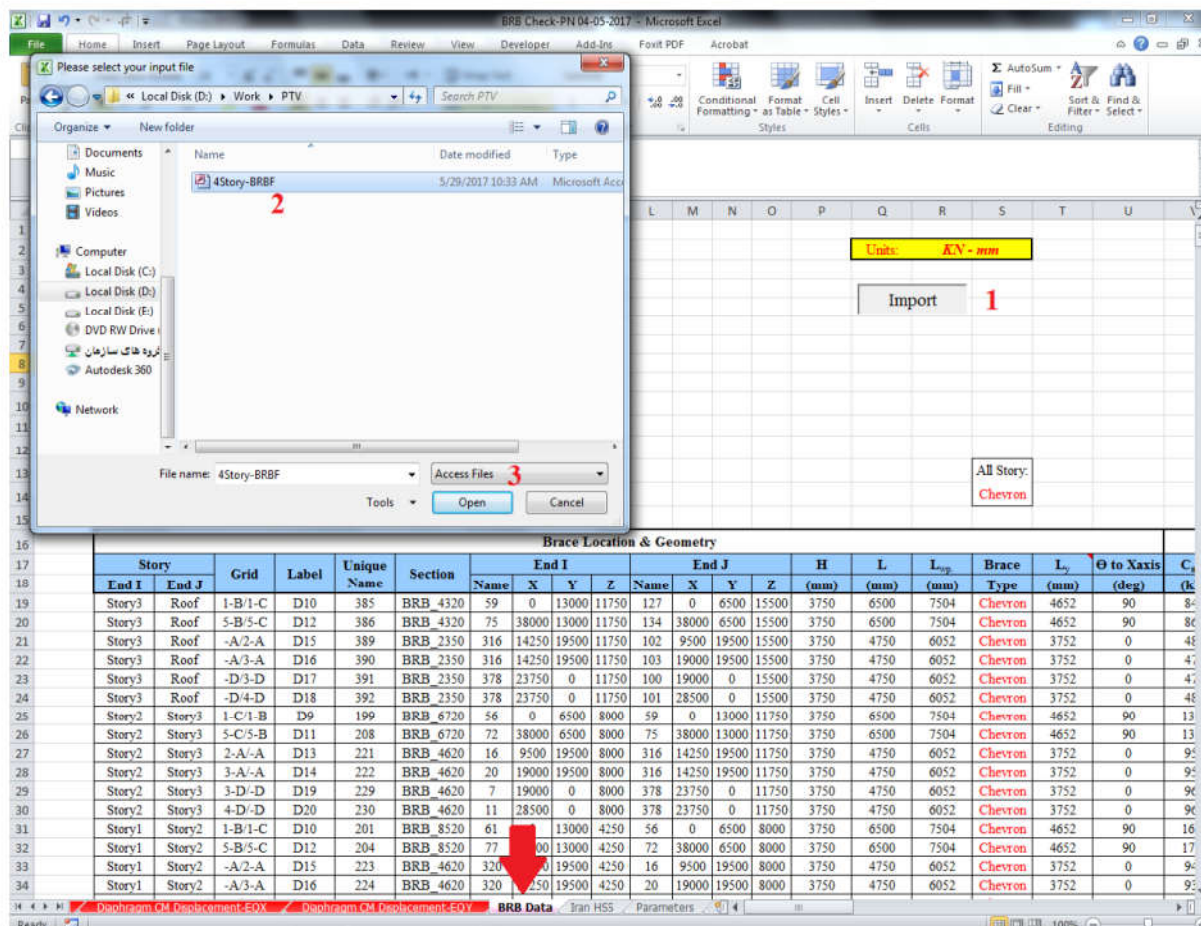 BRB Check-PN 04-05-2017 - Microsoft Excel
File Home Insert Page Layout Formulas Data Review View Developer Add-Ins Foxit PDF Acrobat
Please select your input file
« Local Disk (D:) ▸ Work ▸ PTV
Search PTV
Organize
New folder
Documents
Music
Pictures
Videos
Computer
Local Disk (C:)
Local Disk (D:)
Local Disk (E:)
DVD RW Drive
گروه های سازمان
Autodesk 360
Network
Name Date modified Type
4Story-BRBF 5/29/2017 10:33 AM Microsoft Acc
2
File name: 4Story-BRBF
Access Files
3
Tools
Open
Cancel
Conditional Formatting
Format as Table
Cell Styles
Styles
Insert Delete Format
Cells
Σ AutoSum
Fill
Clear
Sort & Filter
Find & Select
Editing
L M N O P Q R S T U V
Units: KN - mm
Import
1
All Story:
Chevron
Brace Location & Geometry
Story Grid Label Unique Name Section End I End J H L Lwp. Brace Ly Θ to Xaxis
End I End J Name X Y Z Name X Y Z (mm) (mm) (mm) Type (mm) (deg)
19 Story3 Roof 1-B/1-C D10 385 BRB_4320 59 0 13000 11750 127 0 6500 15500 3750 6500 7504 Chevron 4652 90
20 Story3 Roof 5-B/5-C D12 386 BRB_4320 75 38000 13000 11750 134 38000 6500 15500 3750 6500 7504 Chevron 4652 90
21 Story3 Roof -A/2-A D15 389 BRB_2350 316 14250 19500 11750 102 9500 19500 15500 3750 4750 6052 Chevron 3752 0
22 Story3 Roof -A/3-A D16 390 BRB_2350 316 14250 19500 11750 103 19000 19500 15500 3750 4750 6052 Chevron 3752 0
23 Story3 Roof -D/3-D D17 391 BRB_2350 378 23750 0 11750 100 19000 0 15500 3750 4750 6052 Chevron 3752 0
24 Story3 Roof -D/4-D D18 392 BRB_2350 378 23750 0 11750 101 28500 0 15500 3750 4750 6052 Chevron 3752 0
25 Story2 Story3 1-C/1-B D9 199 BRB_6720 56 0 6500 8000 59 0 13000 11750 3750 6500 7504 Chevron 4652 90
26 Story2 Story3 5-C/5-B D11 208 BRB_6720 72 38000 6500 8000 75 38000 13000 11750 3750 6500 7504 Chevron 4652 90
27 Story2 Story3 2-A/-A D13 221 BRB_4620 16 9500 19500 8000 316 14250 19500 11750 3750 4750 6052 Chevron 3752 0
28 Story2 Story3 3-A/-A D14 222 BRB_4620 20 19000 19500 8000 316 14250 19500 11750 3750 4750 6052 Chevron 3752 0
29 Story2 Story3 3-D/-D D19 229 BRB_4620 7 19000 0 8000 378 23750 0 11750 3750 4750 6052 Chevron 3752 0
30 Story2 Story3 4-D/-D D20 230 BRB_4620 11 28500 0 8000 378 23750 0 11750 3750 4750 6052 Chevron 3752 0
31 Story1 Story2 1-B/1-C D10 201 BRB_8520 61 13000 4250 56 0 6500 8000 3750 6500 7504 Chevron 4652 90
32 Story1 Story2 5-B/5-C D12 204 BRB_8520 77 13000 4250 72 38000 6500 8000 3750 6500 7504 Chevron 4652 90
33 Story1 Story2 -A/2-A D15 223 BRB_4620 320 19500 4250 16 9500 19500 8000 3750 4750 6052 Chevron 3752 0
34 Story1 Story2 -A/3-A D16 224 BRB_4620 320 19500 4250 20 19000 19500 8000 3750 4750 6052 Chevron 3752 0
Diaphragm CM Displacement-EQX Diaphragm CM Displacement-EQY BRB Data Iran HSS Parameters
Ready 100%